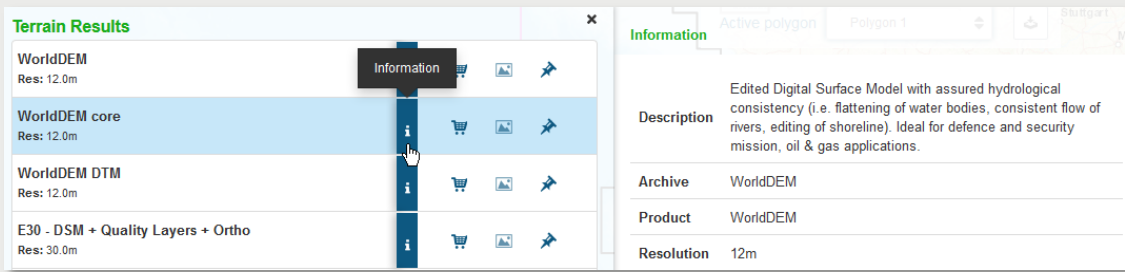 Terrain Results
WorldDEM
Res: 12.0m
Information
WorldDEM core
Res: 12.0m
WorldDEM DTM
Res: 12.0m
E30 - DSM + Quality Layers + Ortho
Res: 30.0m
Active polygon
Polygon 1
Stuttgart
Information
Description
Edited Digital Surface Model with assured hydrological
consistency (i.e. flattening of water bodies, consistent flow of
rivers, editing of shoreline). Ideal for defence and security
mission, oil & gas applications.
Archive WorldDEM
Product WorldDEM
Resolution 12m